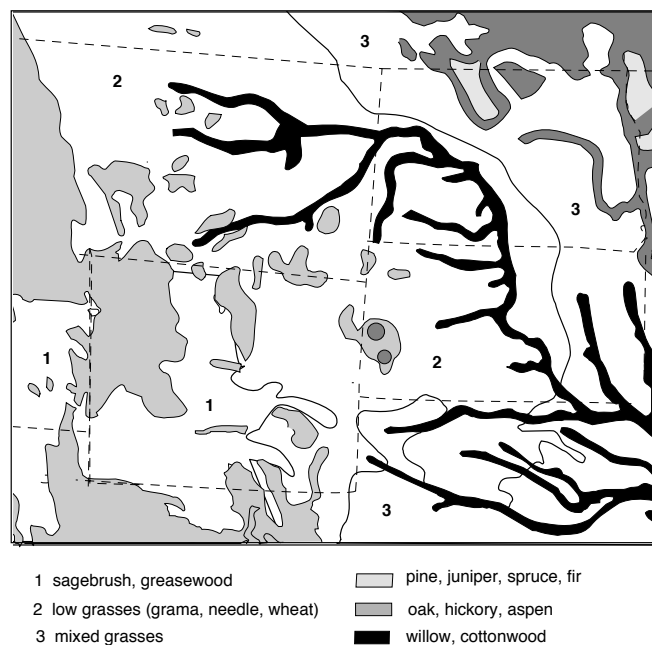 3
2
3
1
2
1
3
1 sagebrush, greasewood
2 low grasses (grama, needle, wheat)
3 mixed grasses
pine, juniper, spruce, fir
oak, hickory, aspen
willow, cottonwood